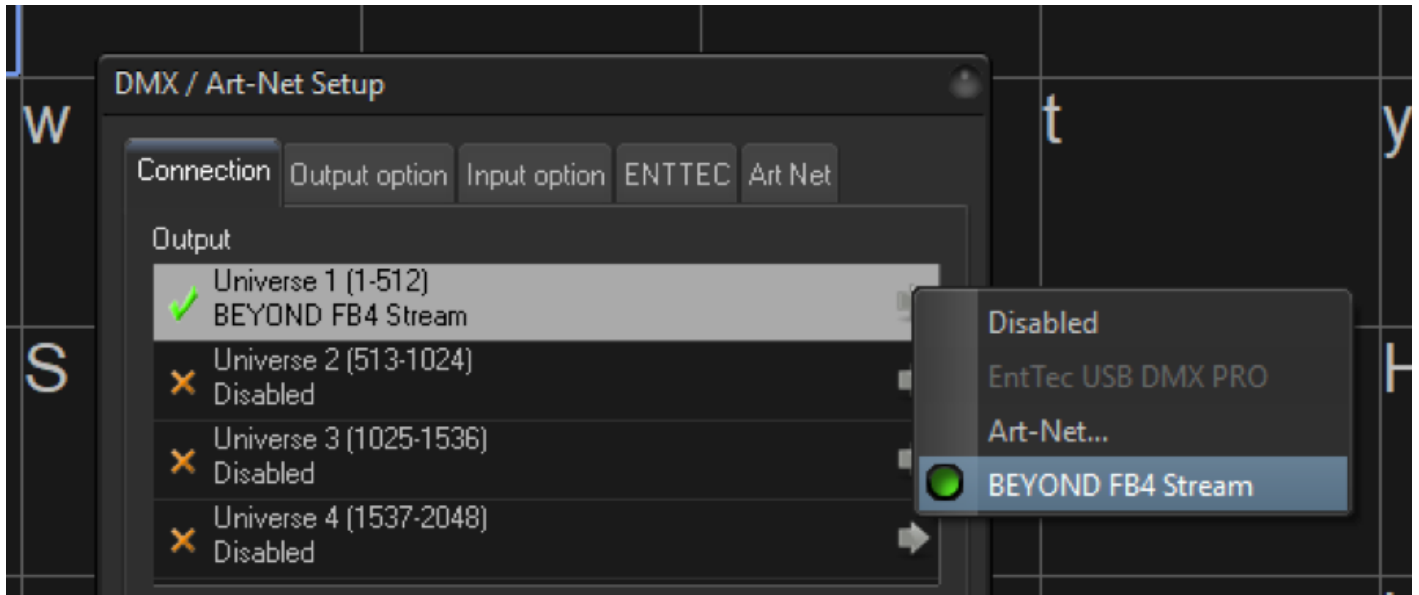 DMX / Art-Net Setup
w
t
y
Connection Output option Input option ENTTEC Art Net
Output
Universe 1 (1-512)
BEYOND FB4 Stream
Universe 2 (513-1024)
Disabled
Universe 3 (1025-1536)
Disabled
Universe 4 (1537-2048)
Disabled
Disabled
EntTec USB DMX PRO
Art-Net...
BEYOND FB4 Stream
S
H